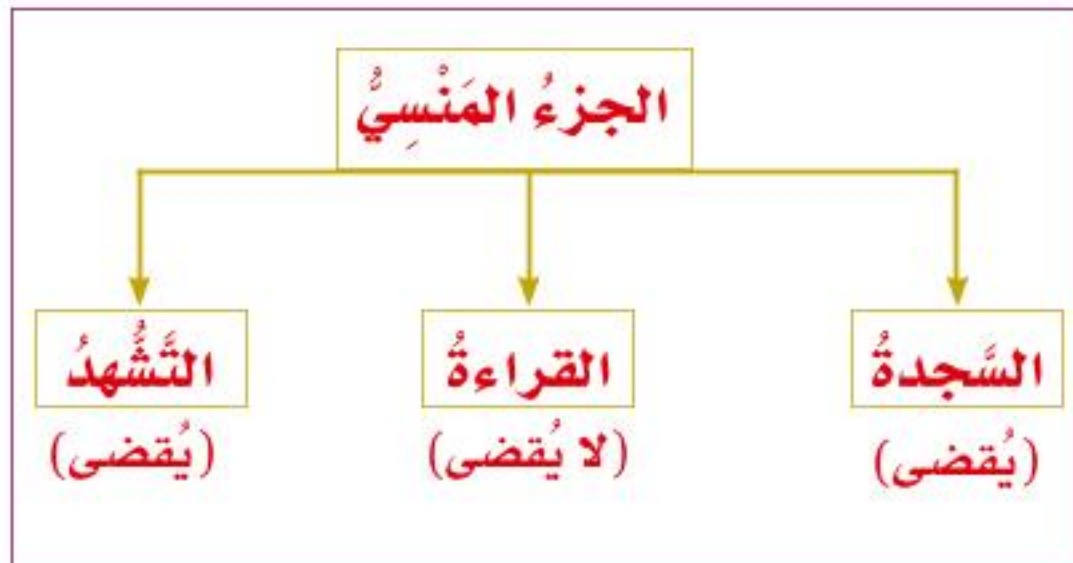 الجزءُ المَنْسِيُّ
السَّجدةُ
(يُقضى)
القراءةُ
(لا يُقضى)
التَّشُّهدُ
(يُقضى)